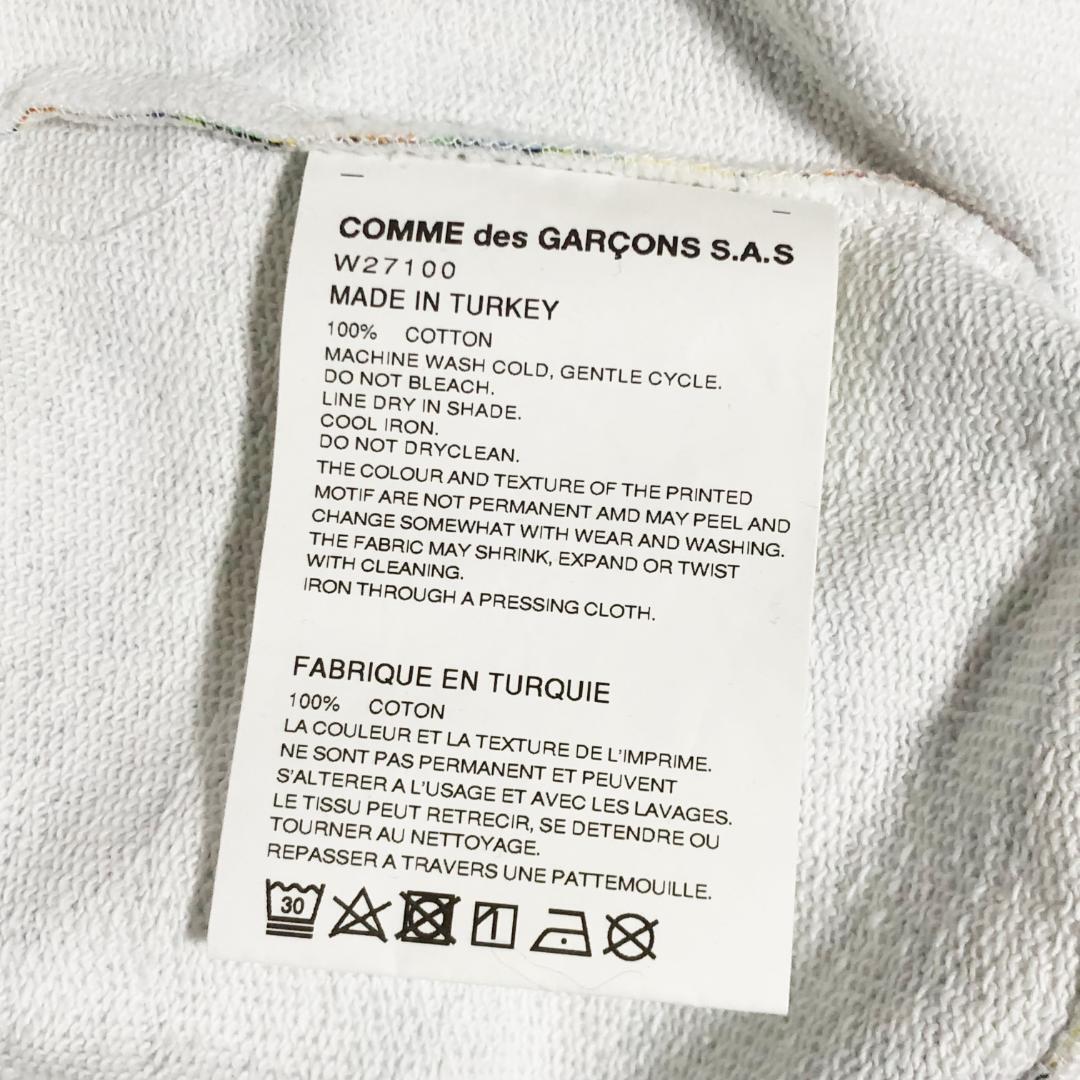 COMME des GARÇONS S.A.S
W27100
MADE IN TURKEY
100% COTTON
MACHINE WASH COLD, GENTLE CYCLE.
DO NOT BLEACH.
LINE DRY IN SHADE.
COOL IRON.
DO NOT DRYCLEAN.
THE COLOUR AND TEXTURE OF THE PRINTED
MOTIF ARE NOT PERMANENT AMD MAY PEEL AND
CHANGE SOMEWHAT WITH WEAR AND WASHING.
THE FABRIC MAY SHRINK, EXPAND OR TWIST
WITH CLEANING.
IRON THROUGH A PRESSING CLOTH.
FABRIQUE EN TURQUIE
100% COTON
LA COULEUR ET LA TEXTURE DE L'IMPRIME.
NE SONT PAS PERMANENT ET PEUVENT
S'ALTERER A L'USAGE ET AVEC LES LAVAGES.
LE TISSU PEUT RETRECIR, SE DETENDRE OU
TOURNER AU NETTOYAGE.
REPASSER A TRAVERS UNE PATTEMOUILLE.
30